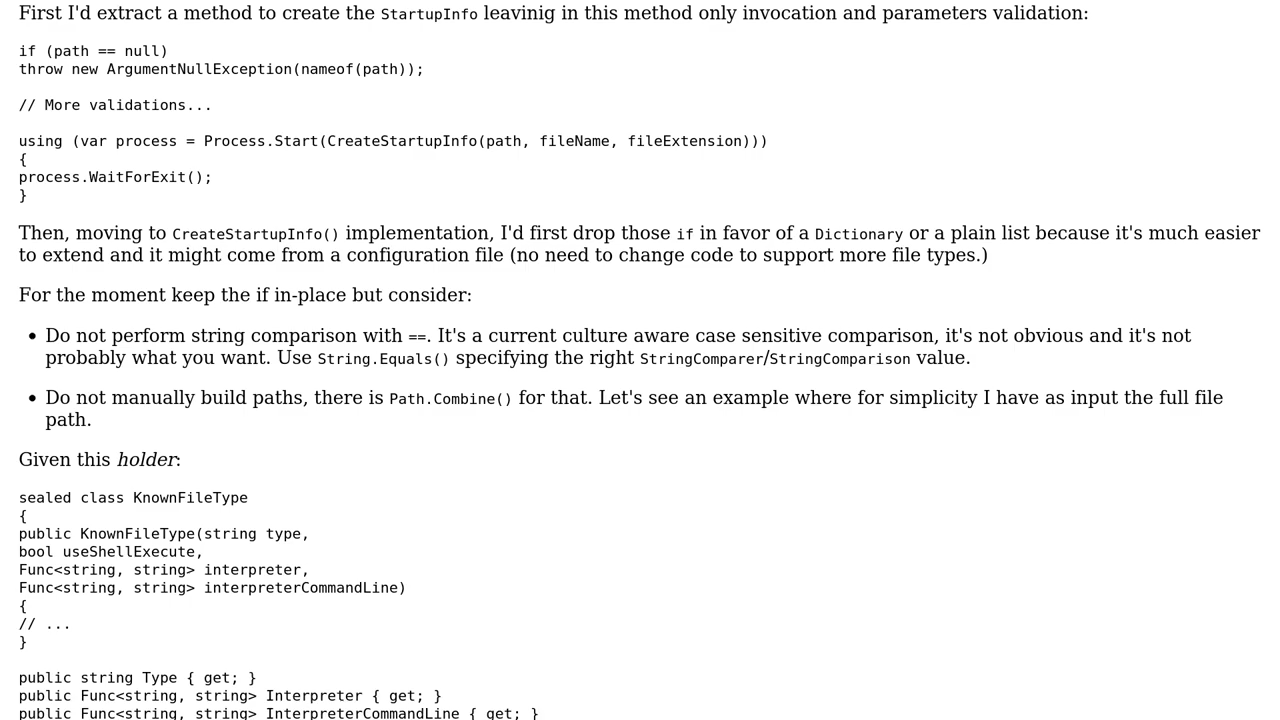 First I'd extract a method to create the StartupInfo leavinig in this method only invocation and parameters validation:
if (path == null)
throw new ArgumentNullException(nameof(path));
// More validations...
using (var process = Process.Start(CreateStartupInfo(path, fileName, fileExtension)))
{
process.WaitForExit();
}
Then, moving to CreateStartupInfo() implementation, I'd first drop those if in favor of a Dictionary or a plain list because it's much easier
to extend and it might come from a configuration file (no need to change code to support more file types.)
For the moment keep the if in-place but consider:
• Do not perform string comparison with ==. It's a current culture aware case sensitive comparison, it's not obvious and it's not
probably what you want. Use String.Equals() specifying the right StringComparer/StringComparison value.
• Do not manually build paths, there is Path.Combine() for that. Let's see an example where for simplicity I have as input the full file
path.
Given this holder:
sealed class KnownFileType
{
public KnownFileType(string type,
bool useShellExecute,
Func<string, string> interpreter,
Func<string, string> interpreterCommandLine)
{
// ...
}
public string Type { get; }
public Func<string, string> Interpreter { get; }
public Func<string, string> InterpreterCommandLine { get; }